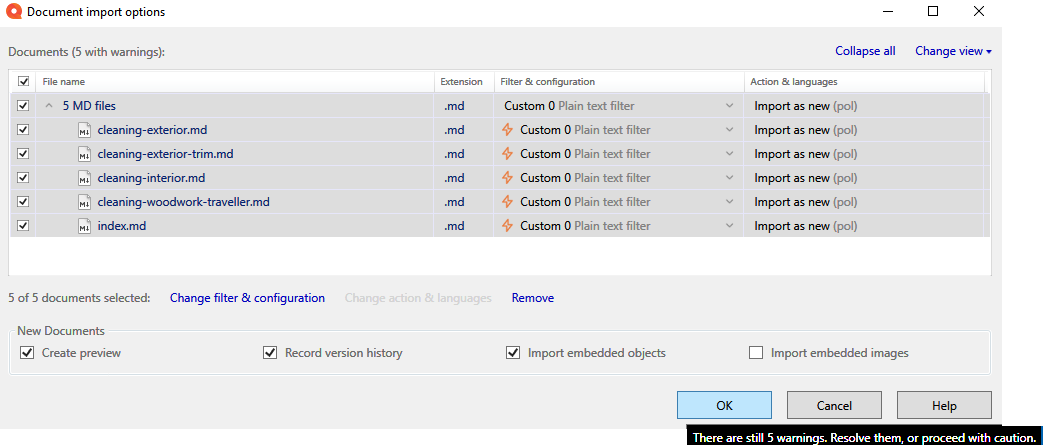 Document import options
Documents (5 with warnings):
Collapse all
Change view
File name Extension Filter & configuration Action & languages
5 MD files .md Custom 0 Plain text filter Import as new (pol)
cleaning-exterior.md .md Custom 0 Plain text filter Import as new (pol)
cleaning-exterior-trim.md .md Custom 0 Plain text filter Import as new (pol)
cleaning-interior.md .md Custom 0 Plain text filter Import as new (pol)
cleaning-woodwork-traveller.md .md Custom 0 Plain text filter Import as new (pol)
index.md .md Custom 0 Plain text filter Import as new (pol)
5 of 5 documents selected: Change filter & configuration Change action & languages Remove
New Documents
Create preview Record version history Import embedded objects Import embedded images
OK Cancel Help
There are still 5 warnings. Resolve them, or proceed with caution.